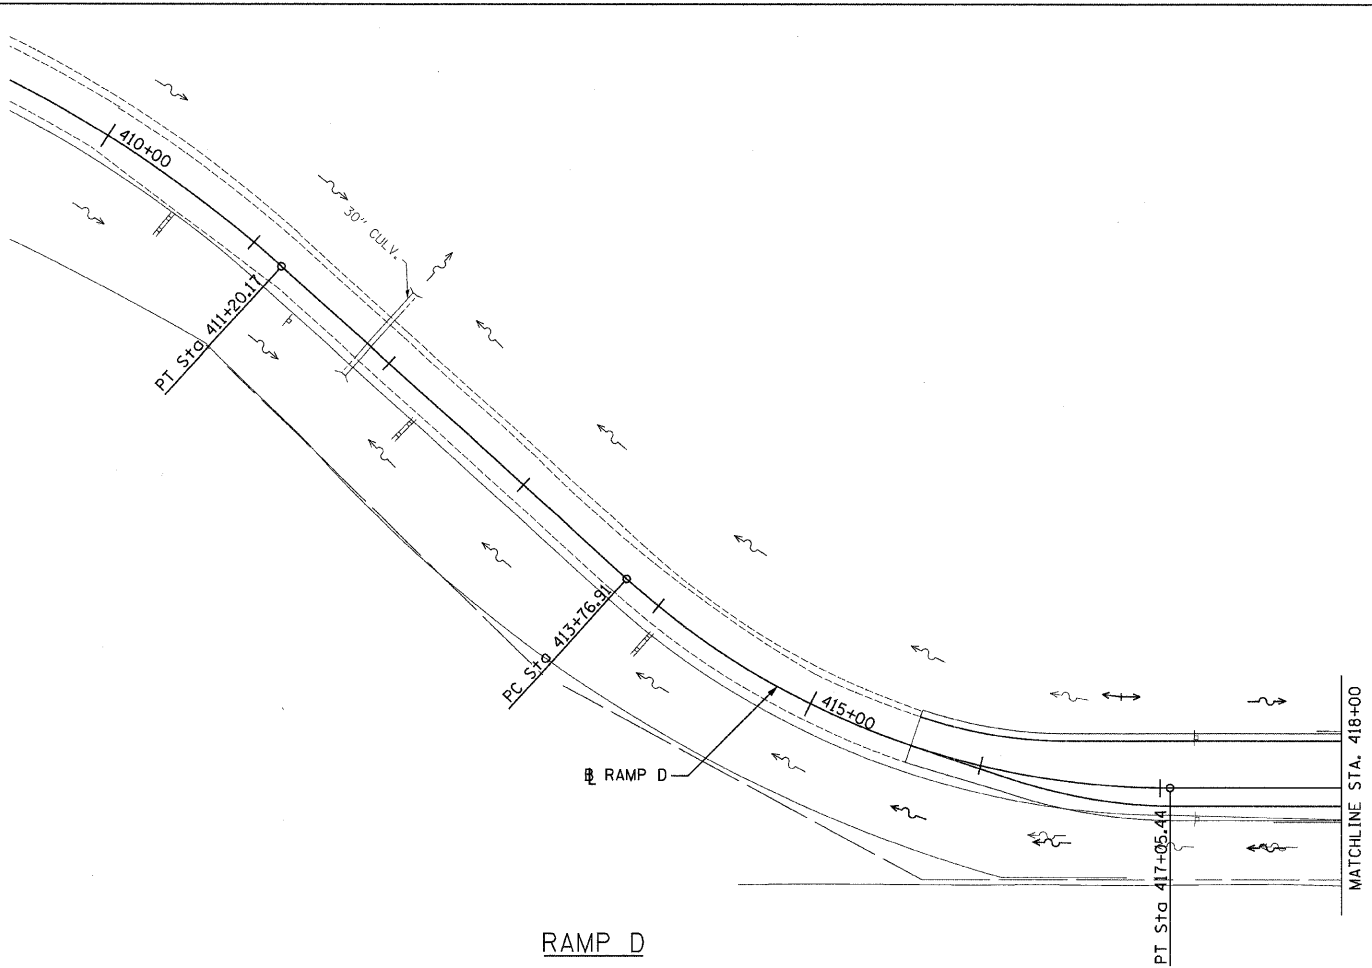 410+00
30" CULV.
PT Sta 411+20.17
PC Sta 413+76.91
415+00
BL RAMP D
MATCHLINE STA. 418+00
PT Sta 417+05.44
RAMP D